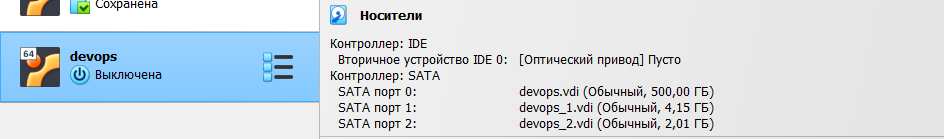 Сохранена
64
devops
Выключена
Носители
Контроллер: IDE
Вторичное устройство IDE 0: [Оптический привод] Пусто
Контроллер: SATA
SATA порт 0: devops.vdi (Обычный, 500,00 ГБ)
SATA порт 1: devops_1.vdi (Обычный, 4,15 ГБ)
SATA порт 2: devops_2.vdi (Обычный, 2,01 ГБ)